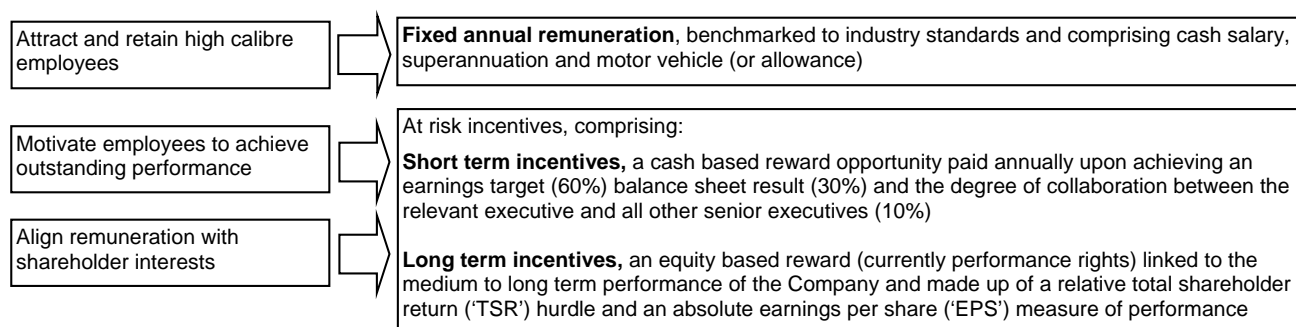 Attract and retain high calibre
employees
Fixed annual remuneration, benchmarked to industry standards and comprising cash salary,
superannuation and motor vehicle (or allowance)
Motivate employees to achieve
outstanding performance
Align remuneration with
shareholder interests
At risk incentives, comprising:
Short term incentives, a cash based reward opportunity paid annually upon achieving an
earnings target (60%) balance sheet result (30%) and the degree of collaboration between the
relevant executive and all other senior executives (10%)
Long term incentives, an equity based reward (currently performance rights) linked to the
medium to long term performance of the Company and made up of a relative total shareholder
return (‘TSR’) hurdle and an absolute earnings per share (‘EPS’) measure of performance